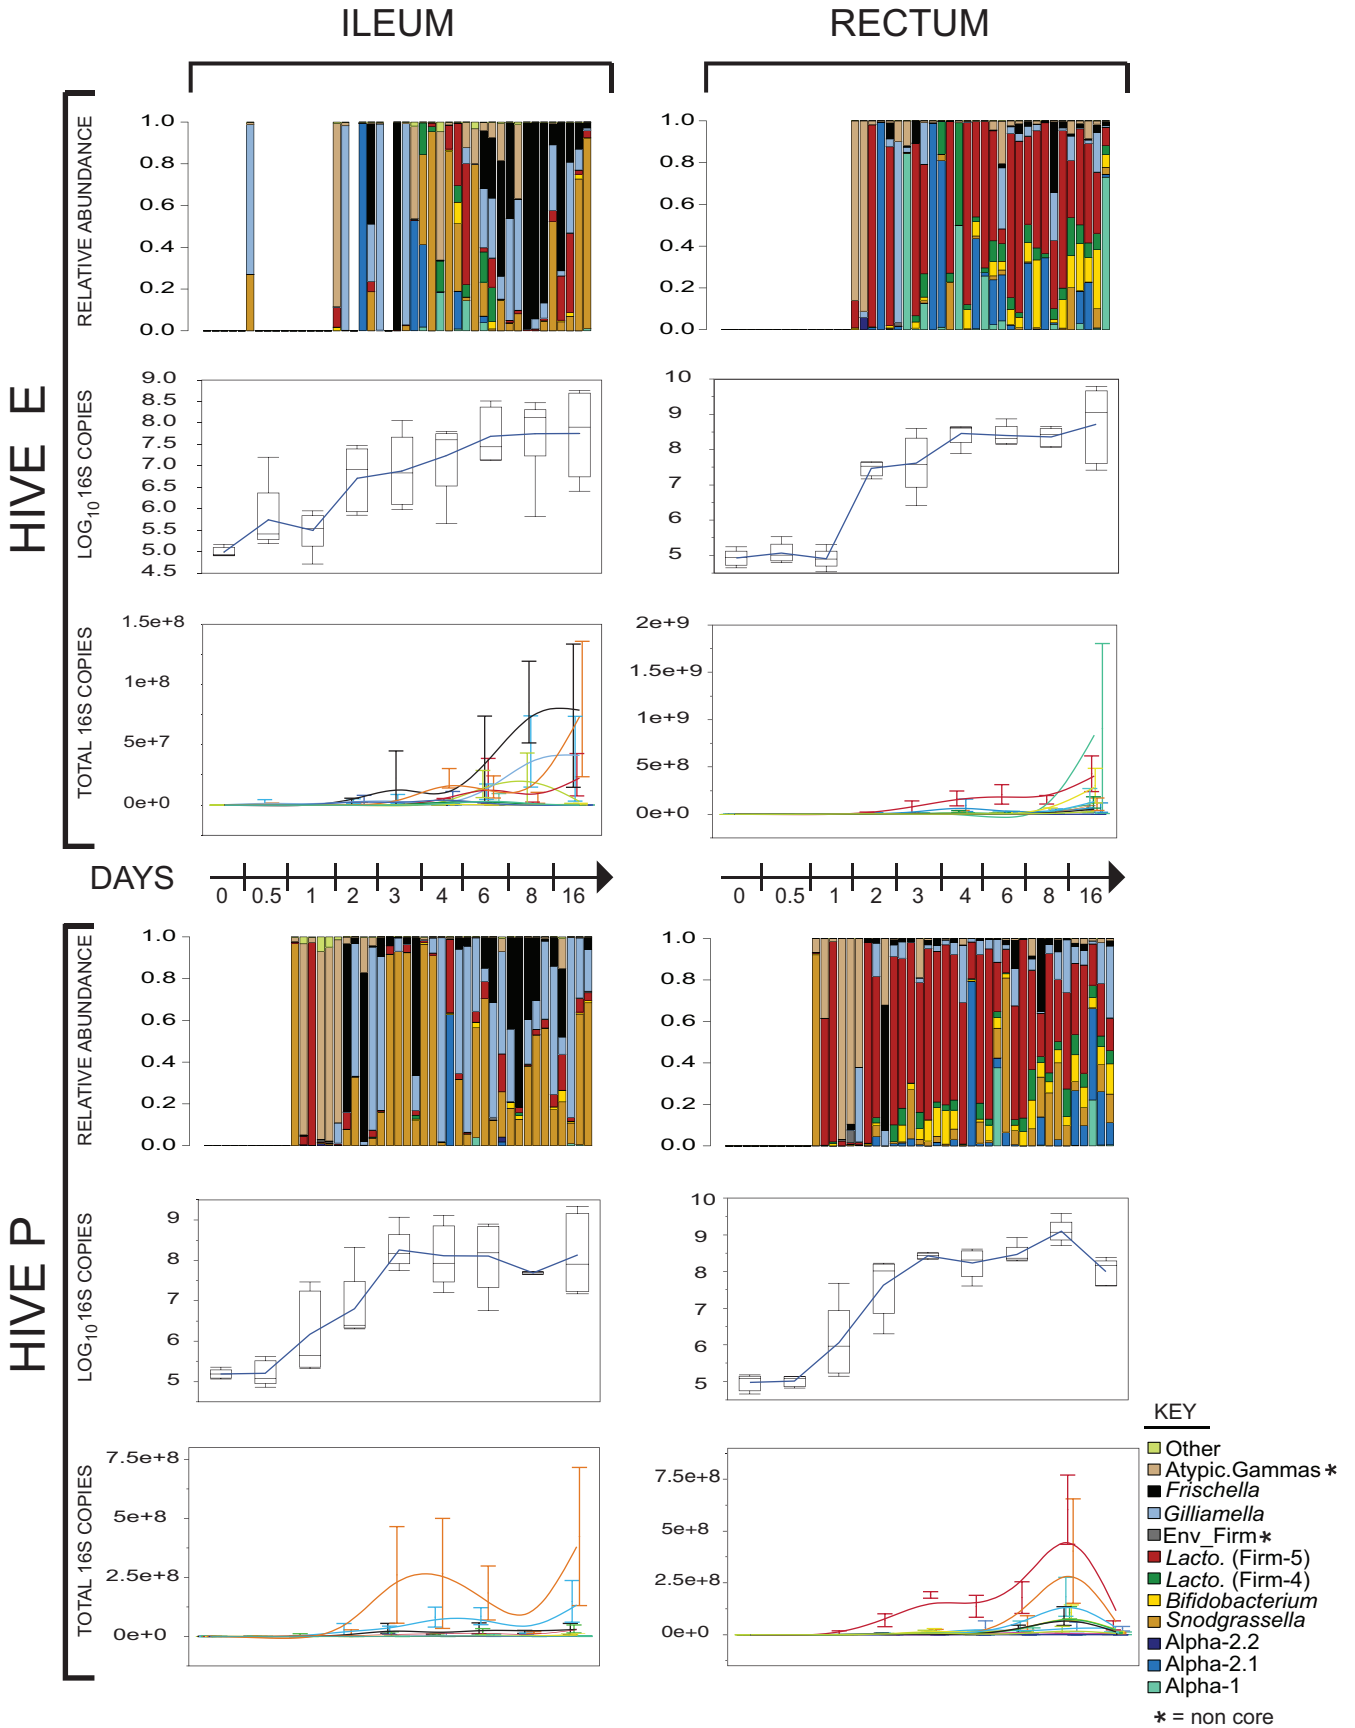 ILEUM
RECTUM
HIVE E
RELATIVE ABUNDANCE
1.0
0.8
0.6
0.4
0.2
0.0
1.0
0.8
0.6
0.4
0.2
0.0
LOG10 16S COPIES
9.0
8.5
8.0
7.5
7.0
6.5
6.0
5.5
5.0
4.5
10
9
8
7
6
5
TOTAL 16S COPIES
1.5e+8
1e+8
5e+7
0e+0
2e+9
1.5e+9
1e+9
5e+8
0e+0
DAYS
0 0.5 1 2 3 4 6 8 16
0 0.5 1 2 3 4 6 8 16
HIVE P
RELATIVE ABUNDANCE
1.0
0.8
0.6
0.4
0.2
0.0
1.0
0.8
0.6
0.4
0.2
0.0
LOG10 16S COPIES
9
8
7
6
5
10
9
8
7
6
5
TOTAL 16S COPIES
7.5e+8
5e+8
2.5e+8
0e+0
7.5e+8
5e+8
2.5e+8
0e+0
KEY
Other
Atypic.Gammas *
Frischella
Gilliamella
Env_Firm*
Lacto. (Firm-5)
Lacto. (Firm-4)
Bifidobacterium
Snodgrassella
Alpha-2.2
Alpha-2.1
Alpha-1
* = non core